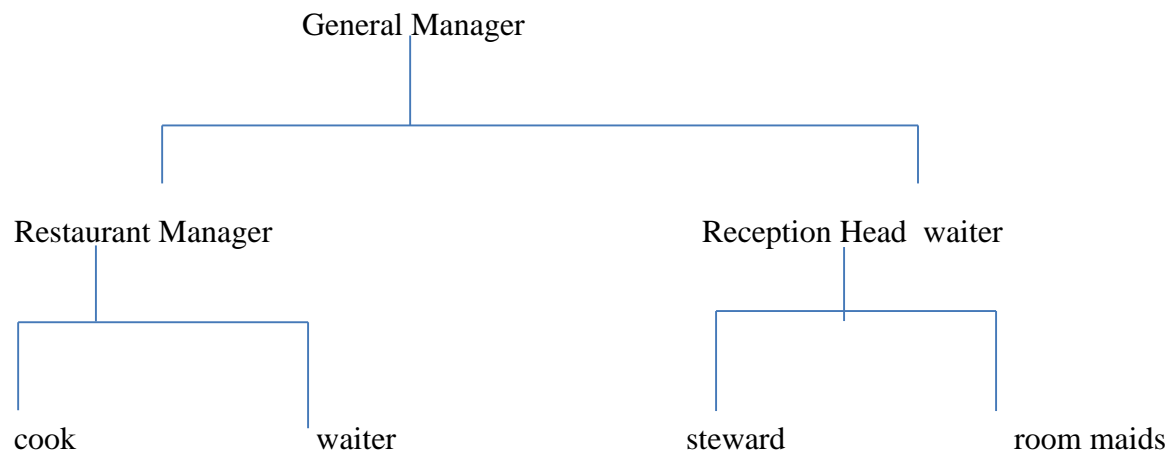 General Manager
Restaurant Manager
Reception Head waiter
cook
waiter
steward
room maids